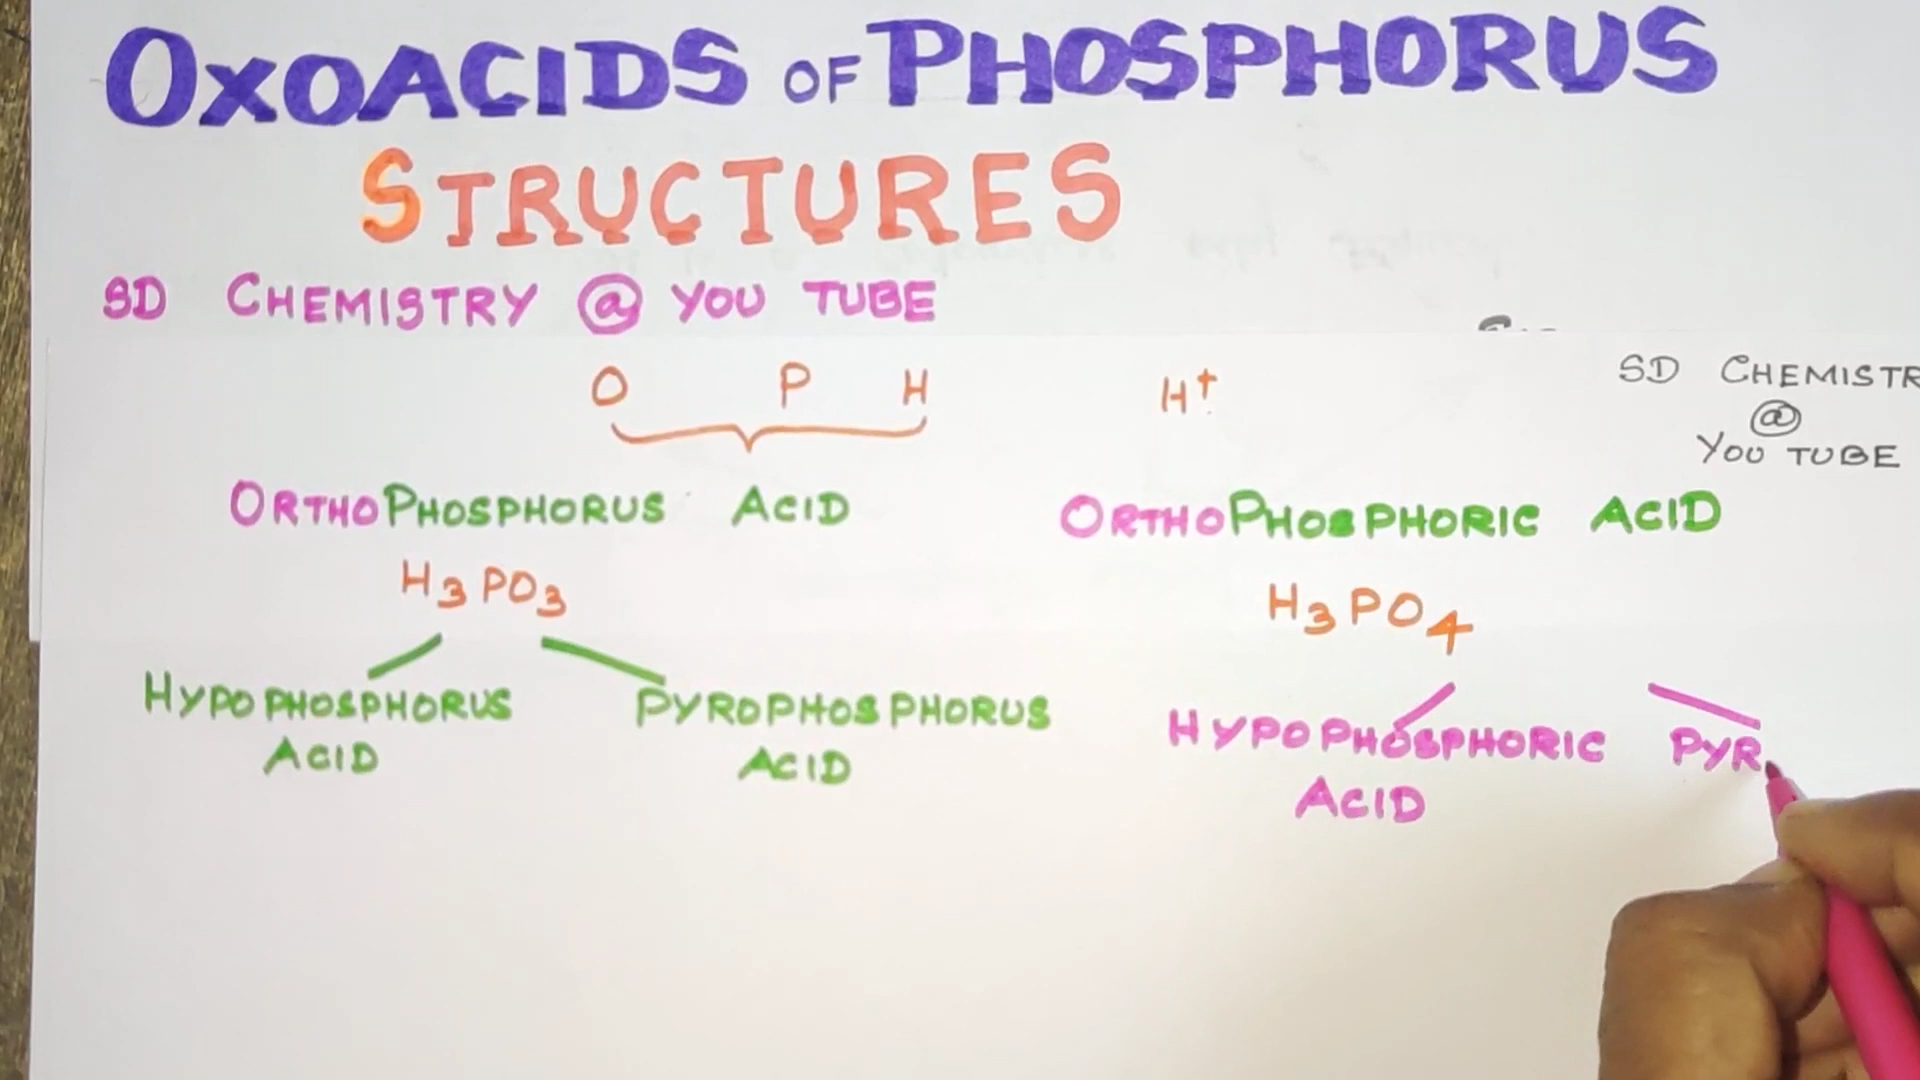 OXOACIDS OF PHOSPHORUS
STRUCTURES
SD CHEMISTRY @ YOU TUBE
O P H H+
SD CHEMISTR
@
YOU TUBE
ORTHOPHOSPHORUS ACID
ORTHOPHOSPHORIC ACID
H3PO3
H3PO4
HYPOPHOSPHORUS
ACID
PYROPHOSPHORUS
ACID
HYPOPHOSPHORIC
ACID
PYR